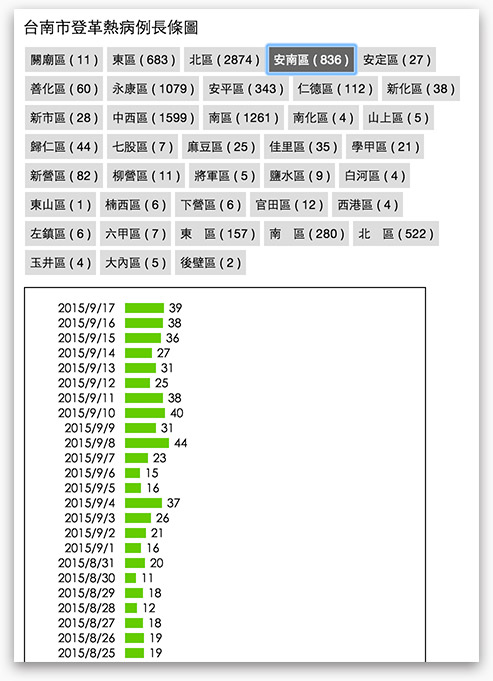 台南市登革熱病例長條圖
關廟區 ( 11 ) 東區 ( 683 ) 北區 ( 2874 ) 安南區 ( 836 ) 安定區 ( 27 )
善化區 ( 60 ) 永康區 ( 1079 ) 安平區 ( 343 ) 仁德區 ( 112 ) 新化區 ( 38 )
新市區 ( 28 ) 中西區 ( 1599 ) 南區 ( 1261 ) 南化區 ( 4 ) 山上區 ( 5 )
歸仁區 ( 44 ) 七股區 ( 7 ) 麻豆區 ( 25 ) 佳里區 ( 35 ) 學甲區 ( 21 )
新營區 ( 82 ) 柳營區 ( 11 ) 將軍區 ( 5 ) 鹽水區 ( 9 ) 白河區 ( 4 )
東山區 ( 1 ) 楠西區 ( 6 ) 下營區 ( 6 ) 官田區 ( 12 ) 西港區 ( 4 )
左鎮區 ( 6 ) 六甲區 ( 7 ) 東　區 ( 157 ) 南　區 ( 280 ) 北　區 ( 522 )
玉井區 ( 4 ) 大內區 ( 5 ) 後壁區 ( 2 )
2015/9/17 39
2015/9/16 38
2015/9/15 36
2015/9/14 27
2015/9/13 31
2015/9/12 25
2015/9/11 38
2015/9/10 40
2015/9/9 31
2015/9/8 44
2015/9/7 23
2015/9/6 15
2015/9/5 16
2015/9/4 37
2015/9/3 26
2015/9/2 21
2015/9/1 16
2015/8/31 20
2015/8/30 11
2015/8/29 18
2015/8/28 12
2015/8/27 18
2015/8/26 19
2015/8/25 19